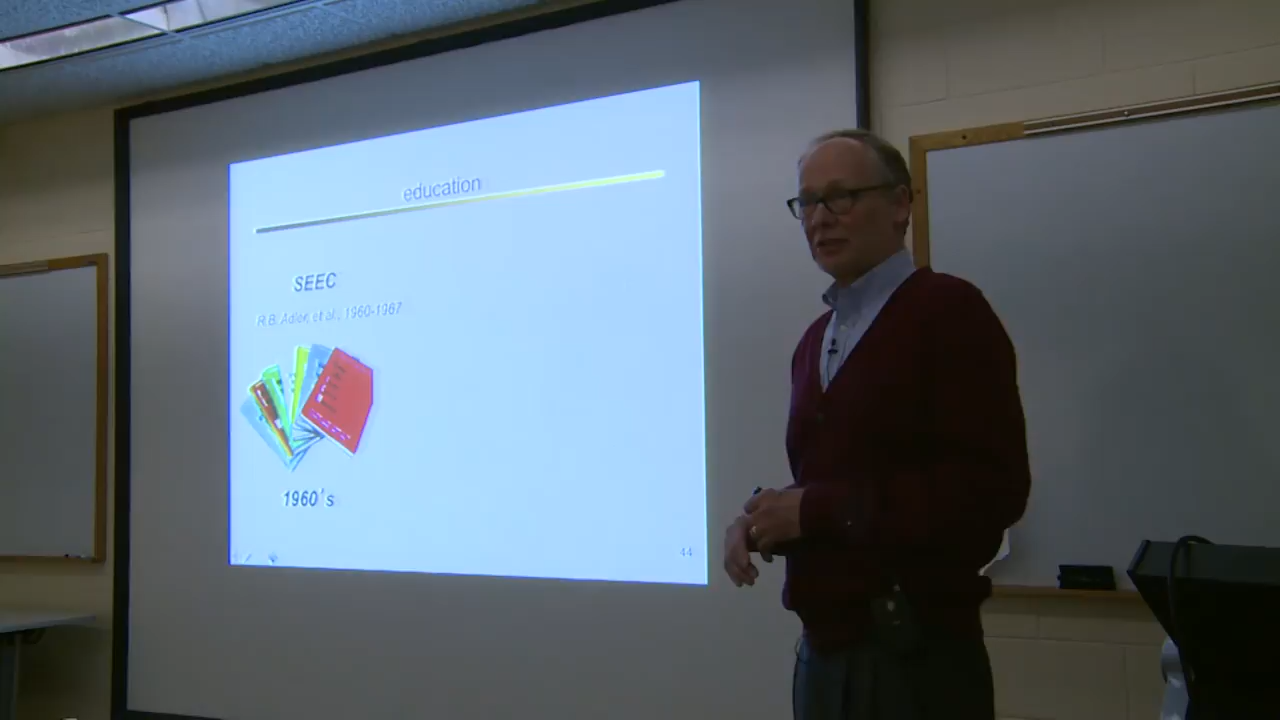 education
SEEC
R.B. Adler, et al., 1960-1967
1960's
44